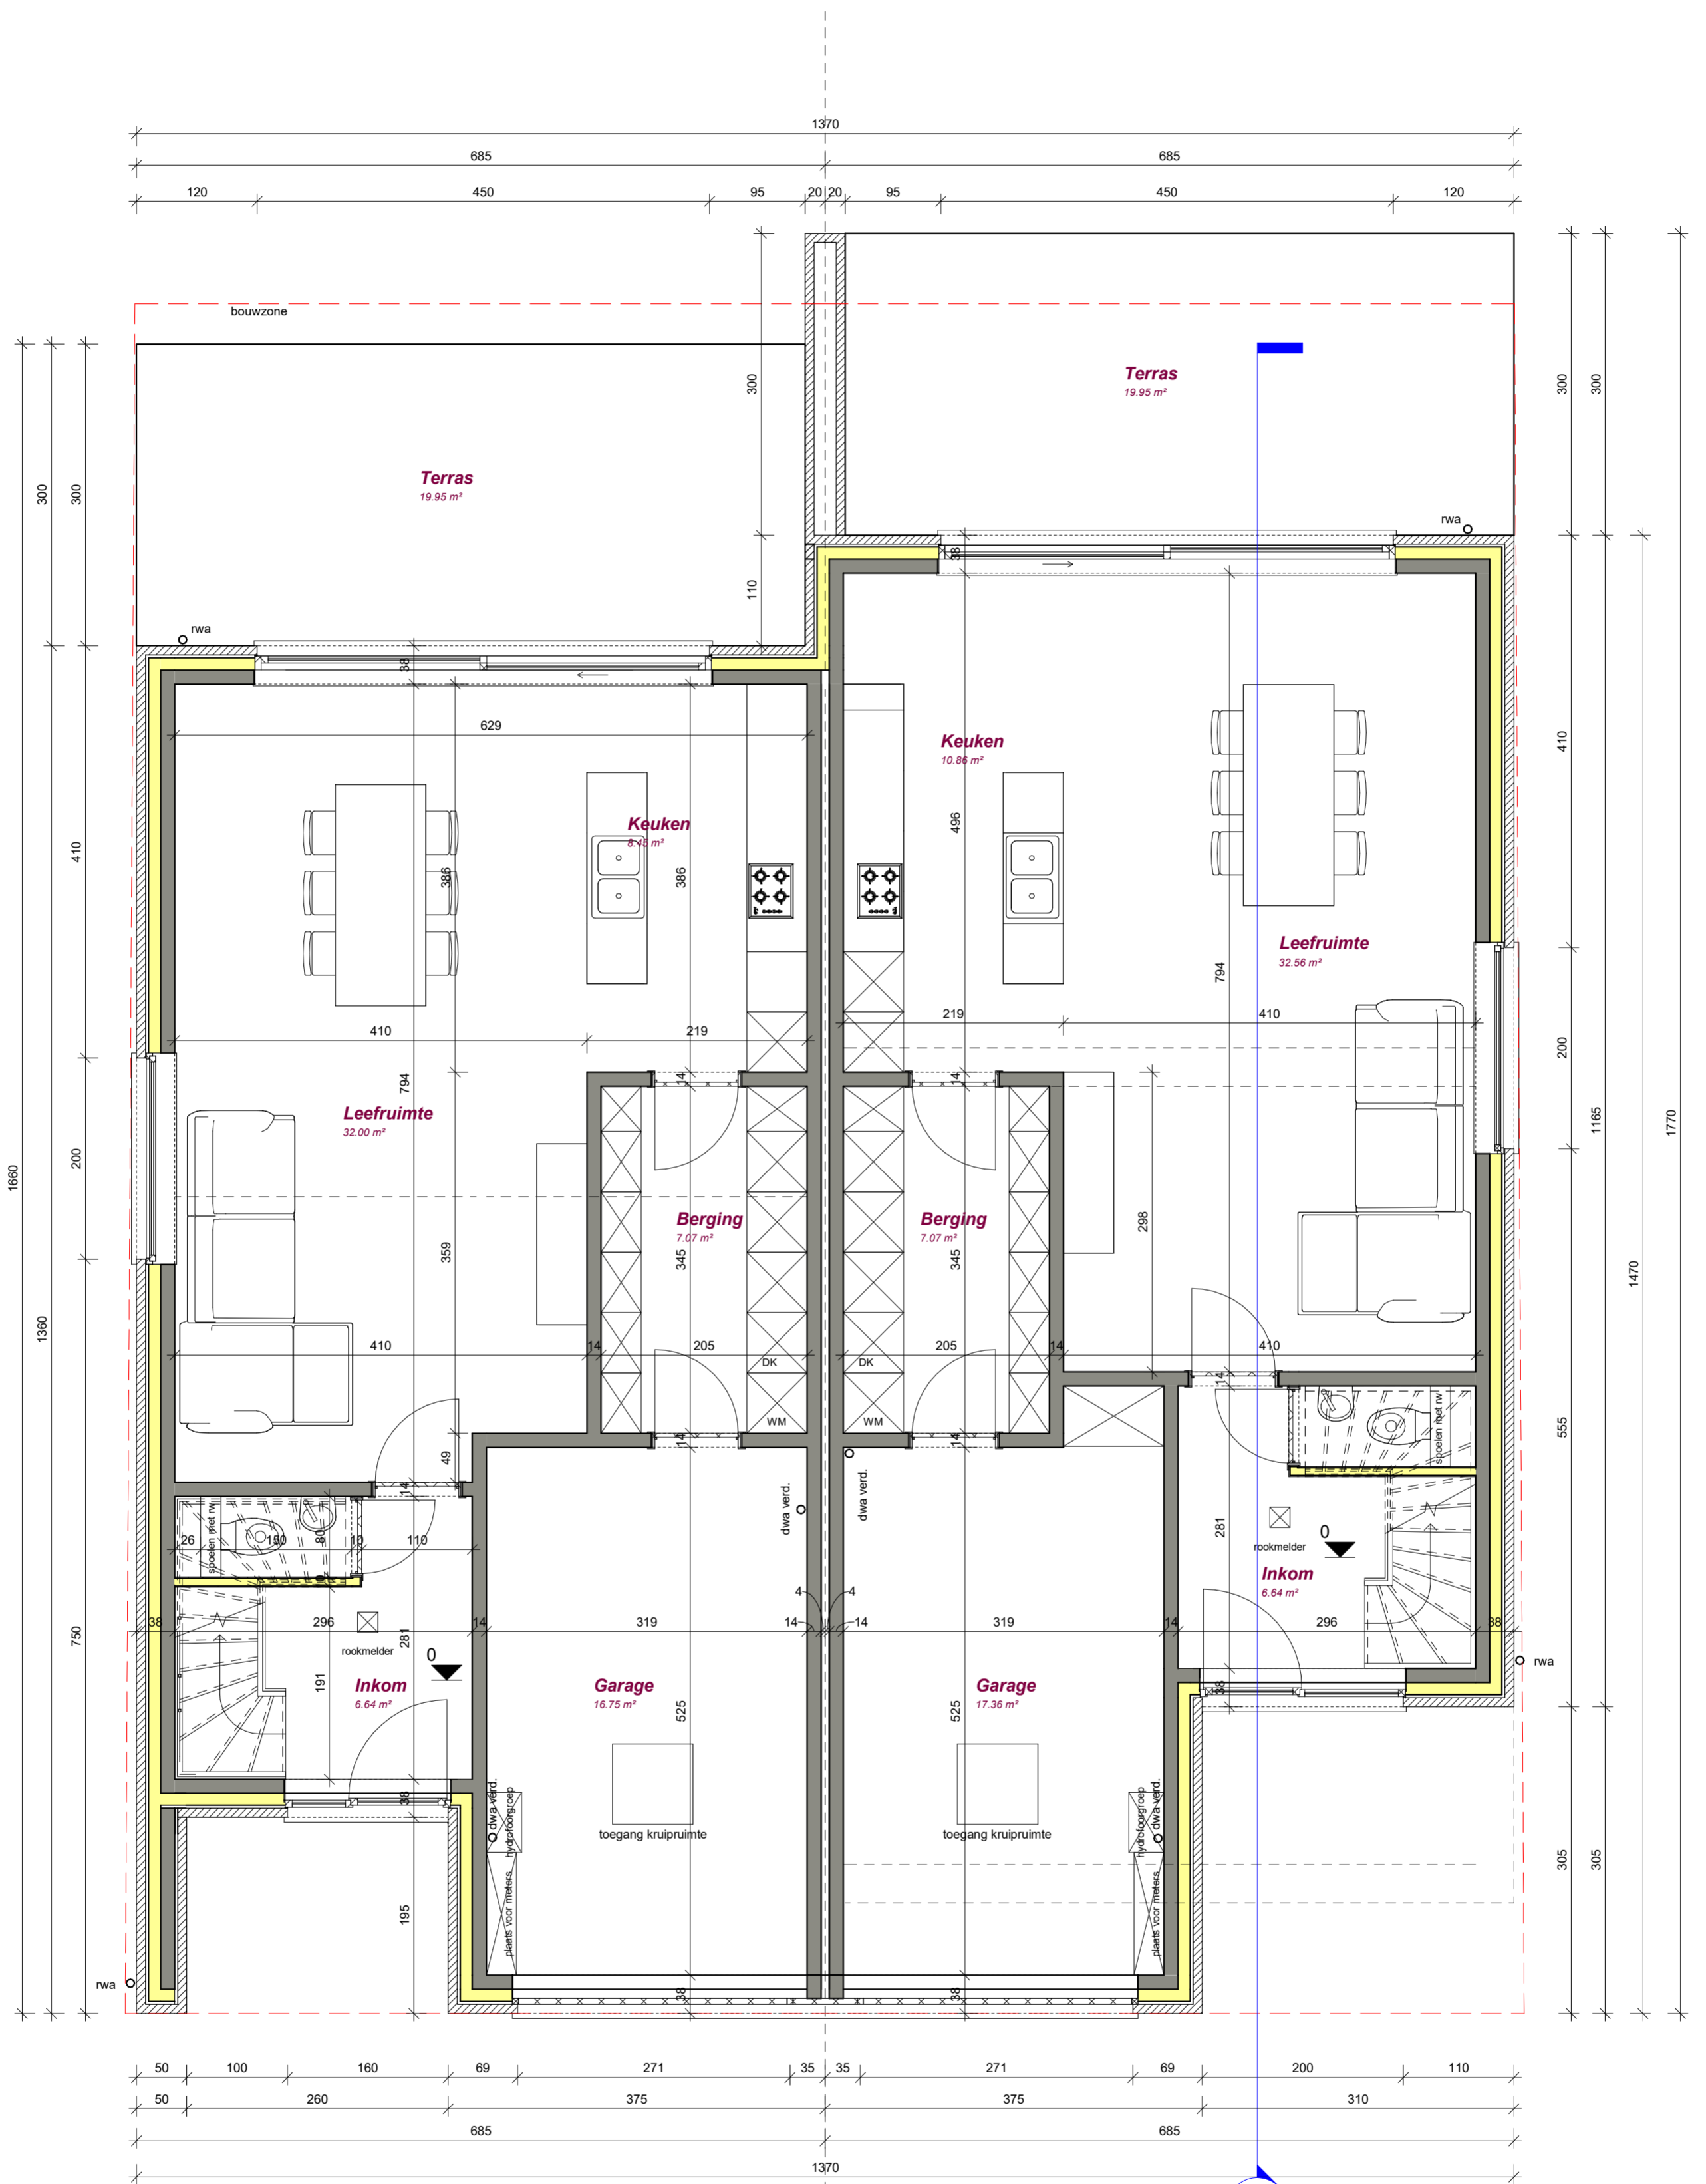 1370
685 685
120 450 95 20 20 95 450 120
bouwzone
Terras
19.95 m²
Terras
19.95 m²
300
110
300 300
300 300
rwa
rwa
38
38
629
Keuken
10.86 m²
Keuken
8.45 m²
386
386
496
410
410
Leefruimte
32.56 m²
794
219 410
410 219
794
14
14
Leefruimte
32.00 m²
200
200
1165
1770
1660
Berging
7.07 m²
Berging
7.07 m²
359
345
345
298
1470
1360
410 14 205
205 14 410
DK
DK
WM
WM
14
14
14
49
14
555
spoelen met rw
dwa verd.
dwa verd.
spoelen met rw
26 150 80 10 110
281
0
rookmelder
Inkom
6.64 m²
10
4 4
38 296 14 319 14 14 319 14 296 38
750
rookmelder
281
0
191
Inkom
6.64 m²
Garage
16.75 m²
Garage
17.36 m²
525
525
38
rwa
38
dwa verd.
hydrofoorgroep
hydrofoorgroep
dwa verd.
toegang kruipruimte
toegang kruipruimte
305 305
195
plaats voor meters
plaats voor meters
rwa
38
38
50 100 160 69 271 35 35 271 69 200 110
50 260 375 375 310
685 685
1370